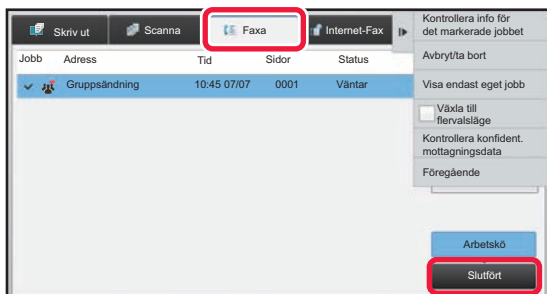 Skriv ut
Scanna
Faxa
Internet-Fax
Jobb Adress Tid Sidor Status
Gruppsändning 10:45 07/07 0001 Väntar
Kontrollera info för
det markerade jobbet
Avbryt/ta bort
Visa endast eget jobb
Växla till
flervalsläge
Kontrollera konfident.
mottagningsdata
Föregående
Arbetskö
Slutfört